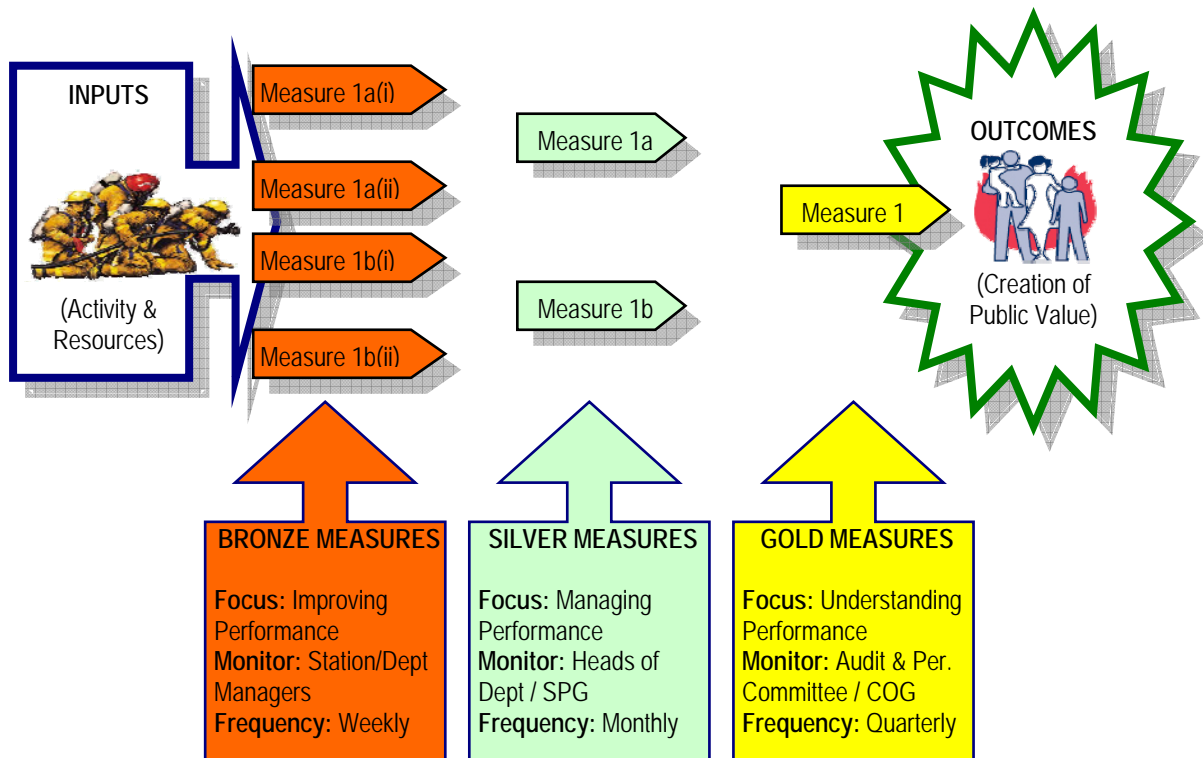 INPUTS
(Activity &
Resources)
Measure 1a(i)
Measure 1a(ii)
Measure 1b(i)
Measure 1b(ii)
Measure 1a
Measure 1b
Measure 1
OUTCOMES
(Creation of
Public Value)
BRONZE MEASURES
Focus: Improving
Performance
Monitor: Station/Dept
Managers
Frequency: Weekly
SILVER MEASURES
Focus: Managing
Performance
Monitor: Heads of
Dept / SPG
Frequency: Monthly
GOLD MEASURES
Focus: Understanding
Performance
Monitor: Audit & Per.
Committee / COG
Frequency: Quarterly